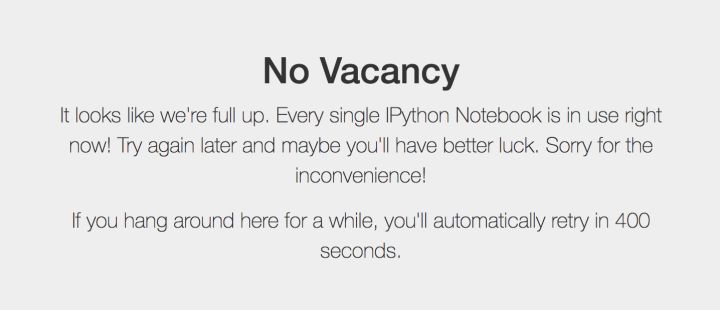 No Vacancy
It looks like we're full up. Every single IPython Notebook is in use right
now! Try again later and maybe you'll have better luck. Sorry for the
inconvenience!
If you hang around here for a while, you'll automatically retry in 400
seconds.